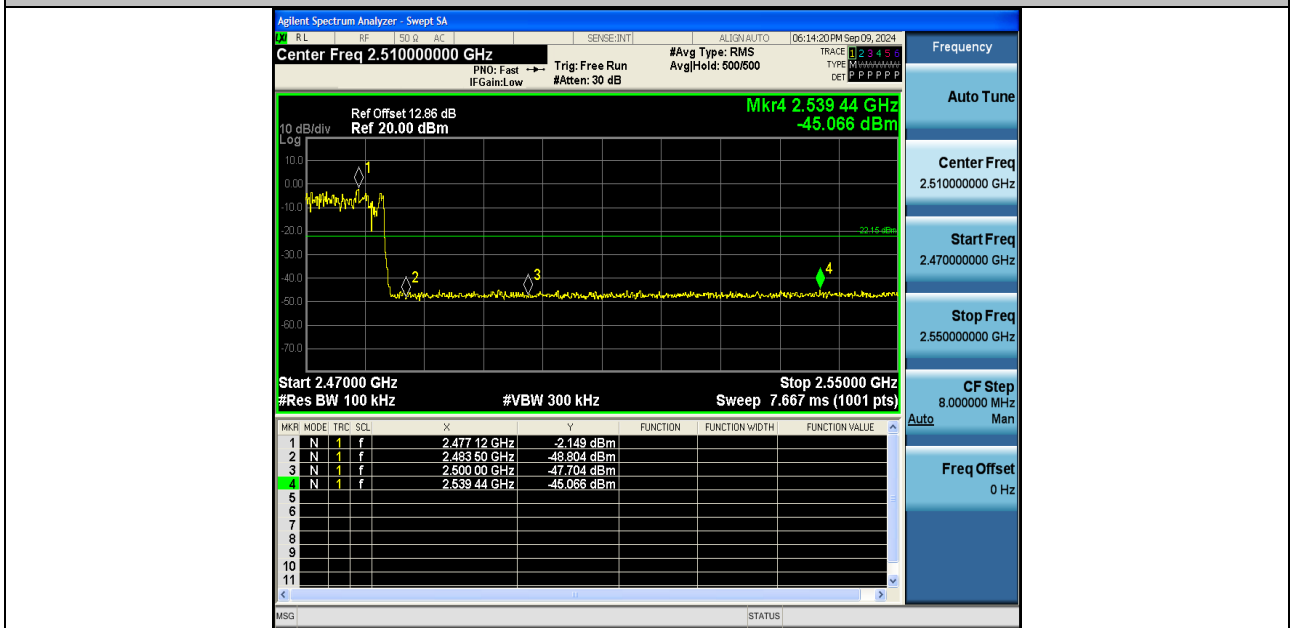 Agilent Spectrum Analyzer - Swept SA
LXI RL RF 50 Ω AC SENSE:INT ALIGN AUTO 06:14:20 PM Sep 09, 2024
Center Freq 2.510000000 GHz
PNO: Fast
IFGain:Low
Trig: Free Run
#Atten: 30 dB
#Avg Type: RMS
Avg|Hold: 500/500
TRACE 1 2 3 4 5 6
TYPE M
DET P P P P P P
Mkr4 2.539 44 GHz
-45.066 dBm
Ref Offset 12.86 dB
10 dB/div Ref 20.00 dBm
Log
10.0
0.00
-10.0
-20.0
-30.0
-40.0
-50.0
-60.0
-70.0
1
2
3
4
-22.15 dBm
Start 2.47000 GHz Stop 2.55000 GHz
#Res BW 100 kHz #VBW 300 kHz Sweep 7.667 ms (1001 pts)
MKR MODE TRC SCL X Y FUNCTION FUNCTION WIDTH FUNCTION VALUE
1 N 1 f 2.477 12 GHz -2.149 dBm
2 N 1 f 2.483 50 GHz -48.804 dBm
3 N 1 f 2.500 00 GHz -47.704 dBm
4 N 1 f 2.539 44 GHz -45.066 dBm
5
6
7
8
9
10
11
MSG STATUS
Frequency
Auto Tune
Center Freq
2.510000000 GHz
Start Freq
2.470000000 GHz
Stop Freq
2.550000000 GHz
CF Step
8.000000 MHz
Auto Man
Freq Offset
0 Hz